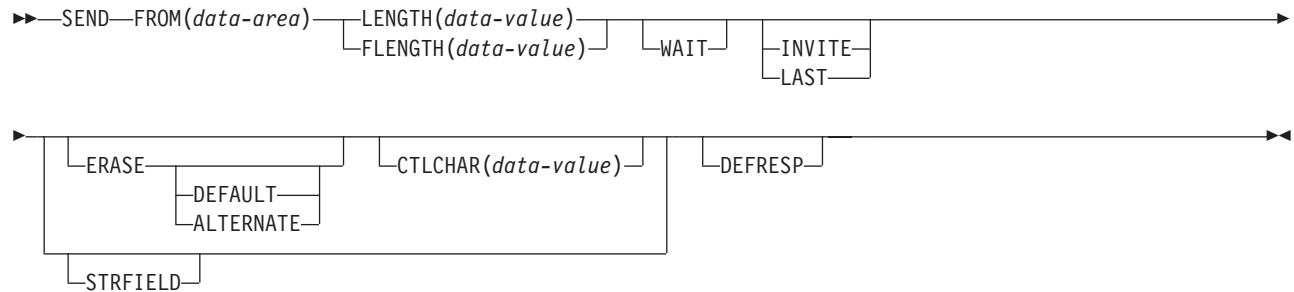 SEND FROM(data-area) LENGTH(data-value)
FLENGTH(data-value) WAIT INVITE
LAST
ERASE CTLCHAR(data-value) DEFRESP
DEFAULT
ALTERNATE
STRFIELD